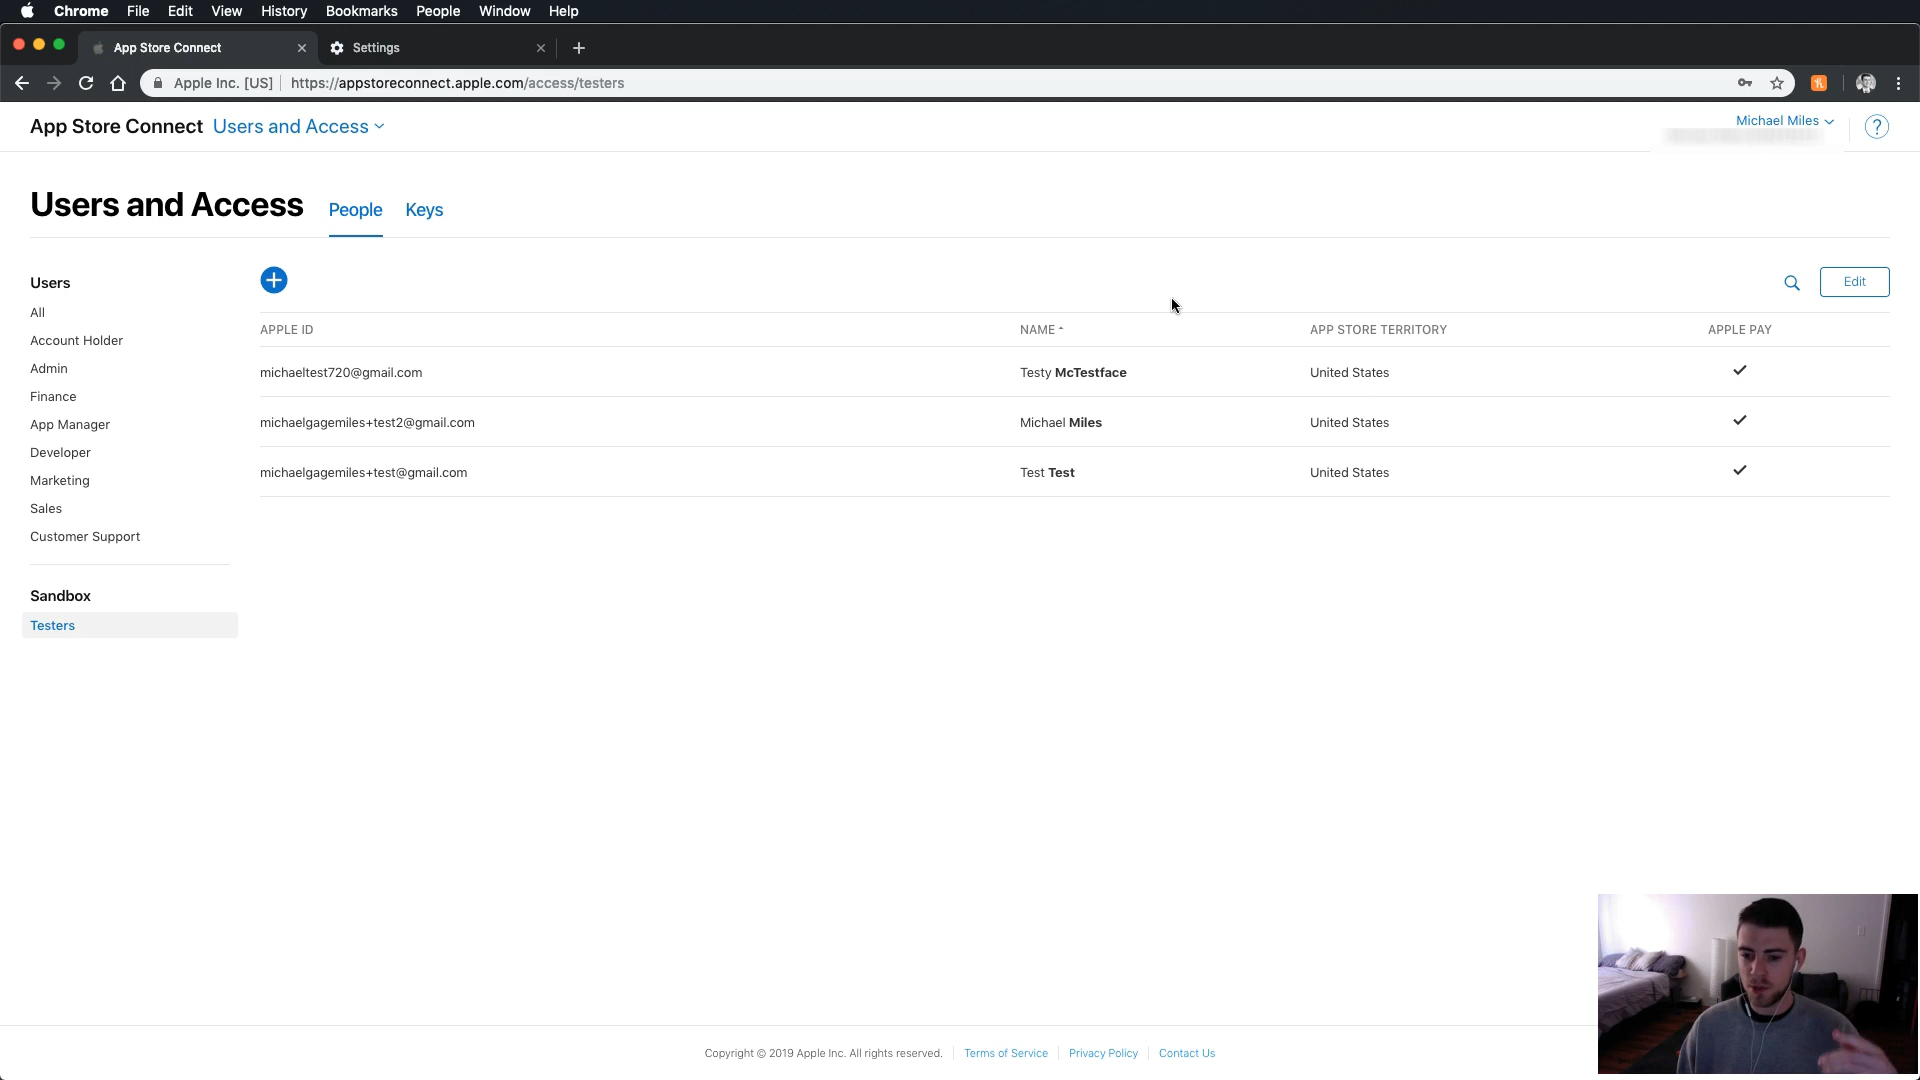 Chrome File Edit View History Bookmarks People Window Help
App Store Connect Settings
Apple Inc. [US] https://appstoreconnect.apple.com/access/testers
App Store Connect Users and Access
Michael Miles
?
Users and Access People Keys
Users
All
Account Holder
Admin
Finance
App Manager
Developer
Marketing
Sales
Customer Support
Sandbox
Testers
Edit
APPLE ID NAME APP STORE TERRITORY APPLE PAY
michaeltest720@gmail.com Testy McTestface United States
michaelgagemiles+test2@gmail.com Michael Miles United States
michaelgagemiles+test@gmail.com Test Test United States
Copyright © 2019 Apple Inc. All rights reserved. Terms of Service Privacy Policy Contact Us